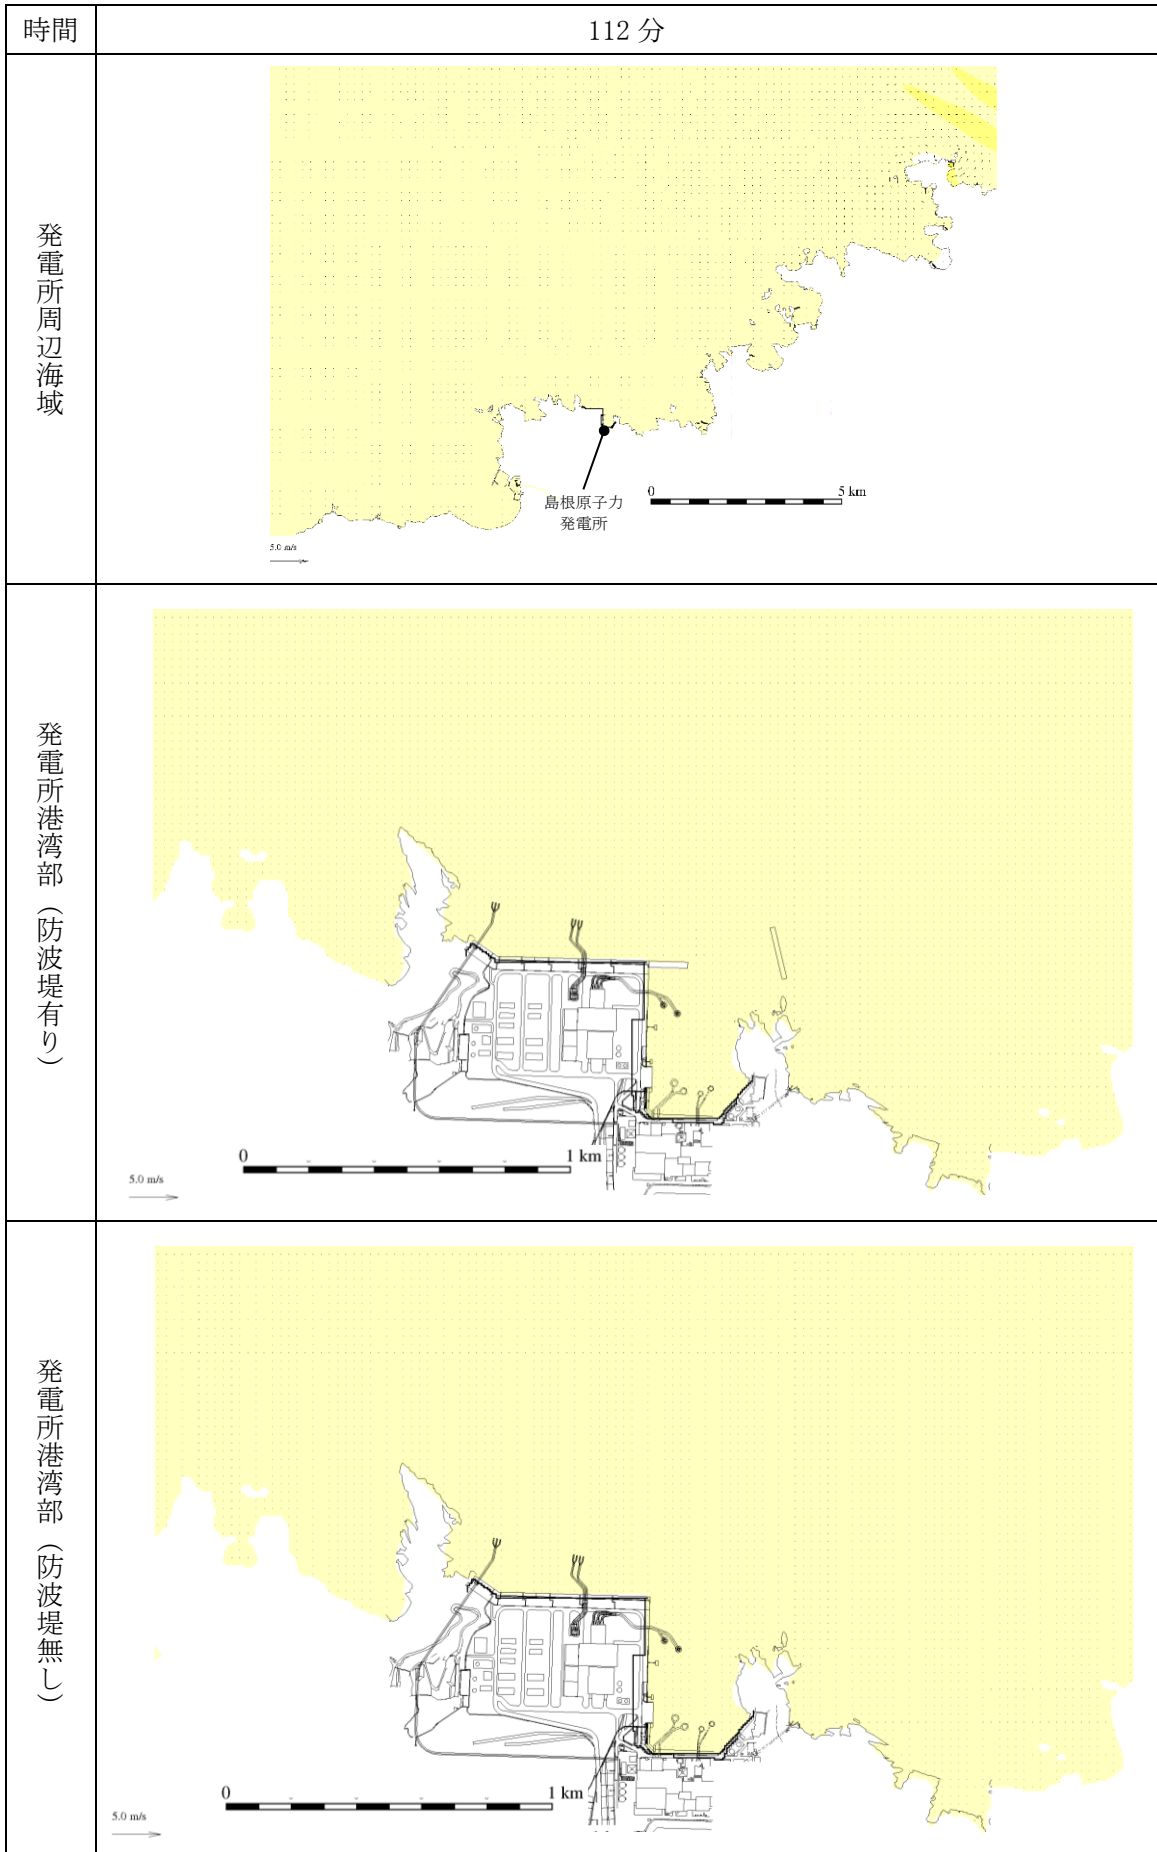 時間
112 分
発電所周辺海域
島根原子力
発電所
0
5 km
5.0 m/s
発電所港湾部（防波堤有り）
0
1 km
5.0 m/s
発電所港湾部（防波堤無し）
0
1 km
5.0 m/s